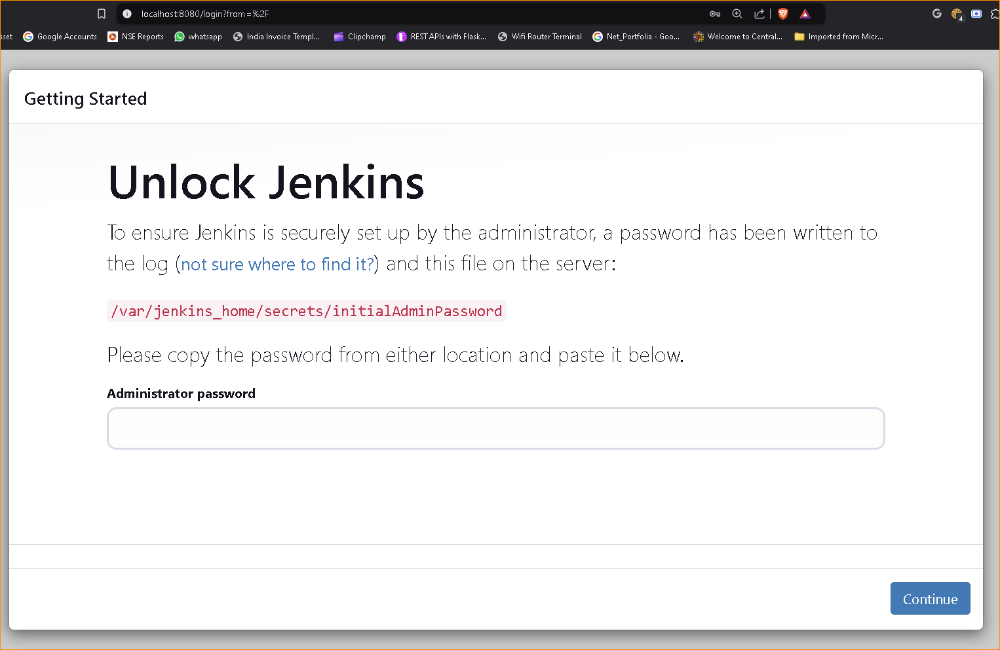 localhost:8080/login?from=%2F
4
sset Google Accounts NSE Reports whatsapp India Invoice Templ... Clipchamp REST APIs with Flask... Wifi Router Terminal Net_Portfolia - Goo... Welcome to Central... Imported from Micr...
Getting Started
Unlock Jenkins
To ensure Jenkins is securely set up by the administrator, a password has been written to
the log (not sure where to find it?) and this file on the server:
/var/jenkins_home/secrets/initialAdminPassword
Please copy the password from either location and paste it below.
Administrator password
Continue